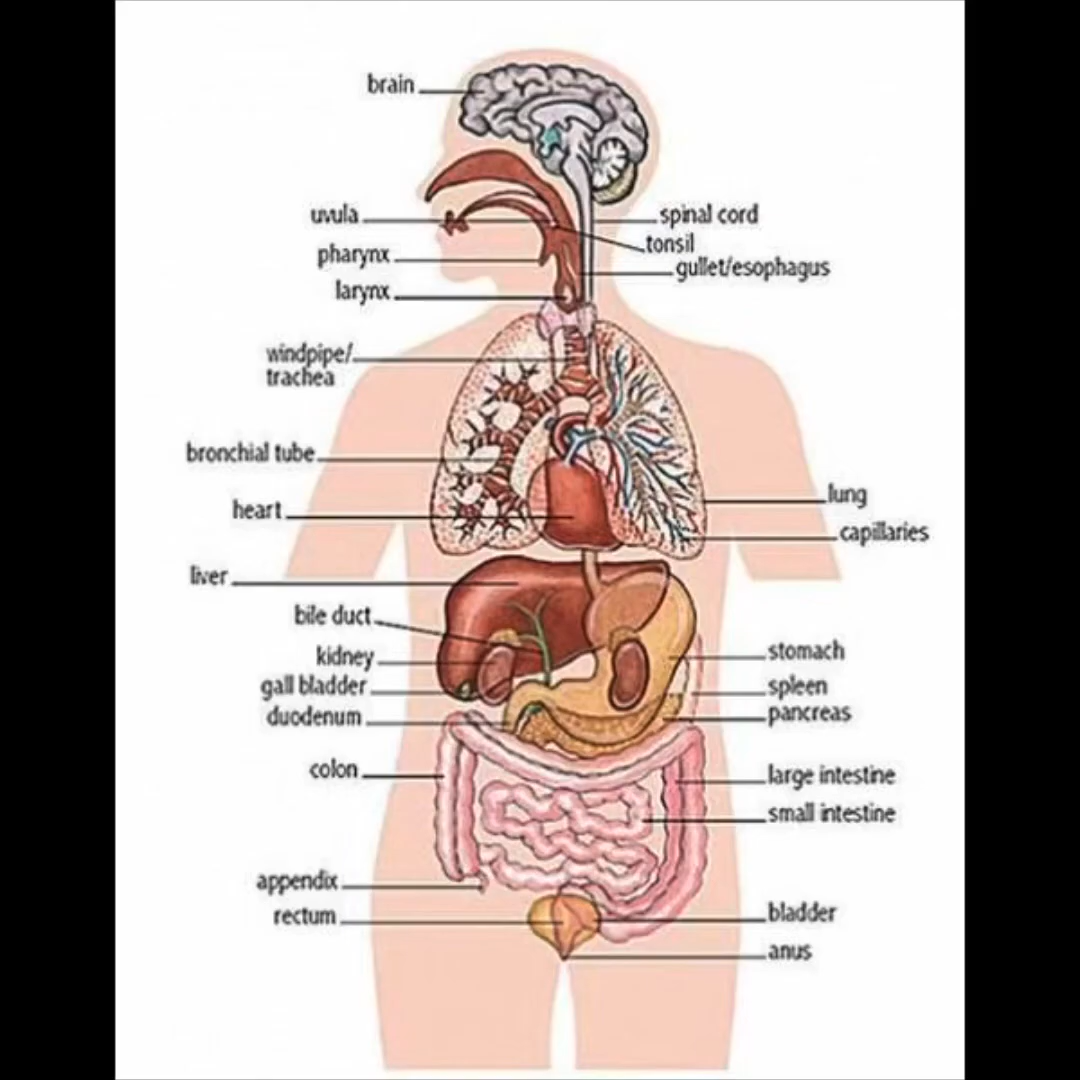 brain
uvula
spinal cord
tonsil
pharynx
gullet/esophagus
larynx
windpipe/
trachea
bronchial tube
lung
heart
capillaries
liver
bile duct
stomach
kidney
gall bladder
spleen
duodenum
pancreas
colon
large intestine
small intestine
appendix
rectum
bladder
anus